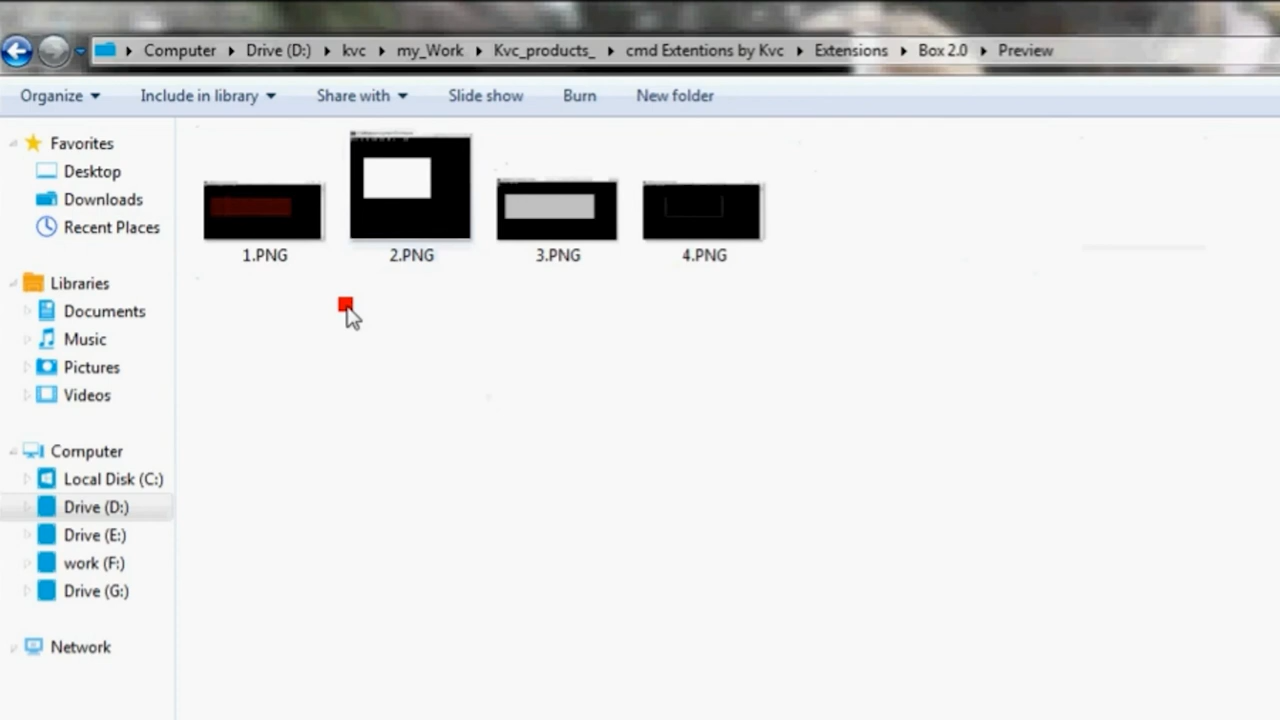 Computer Drive (D:) kvc my_Work Kvc_products_ cmd Extentions by Kvc Extensions Box 2.0 Preview
Organize Include in library Share with Slide show Burn New folder
Favorites
Desktop
Downloads
Recent Places
Libraries
Documents
Music
Pictures
Videos
Computer
Local Disk (C:)
Drive (D:)
Drive (E:)
work (F:)
Drive (G:)
Network
1.PNG 2.PNG 3.PNG 4.PNG